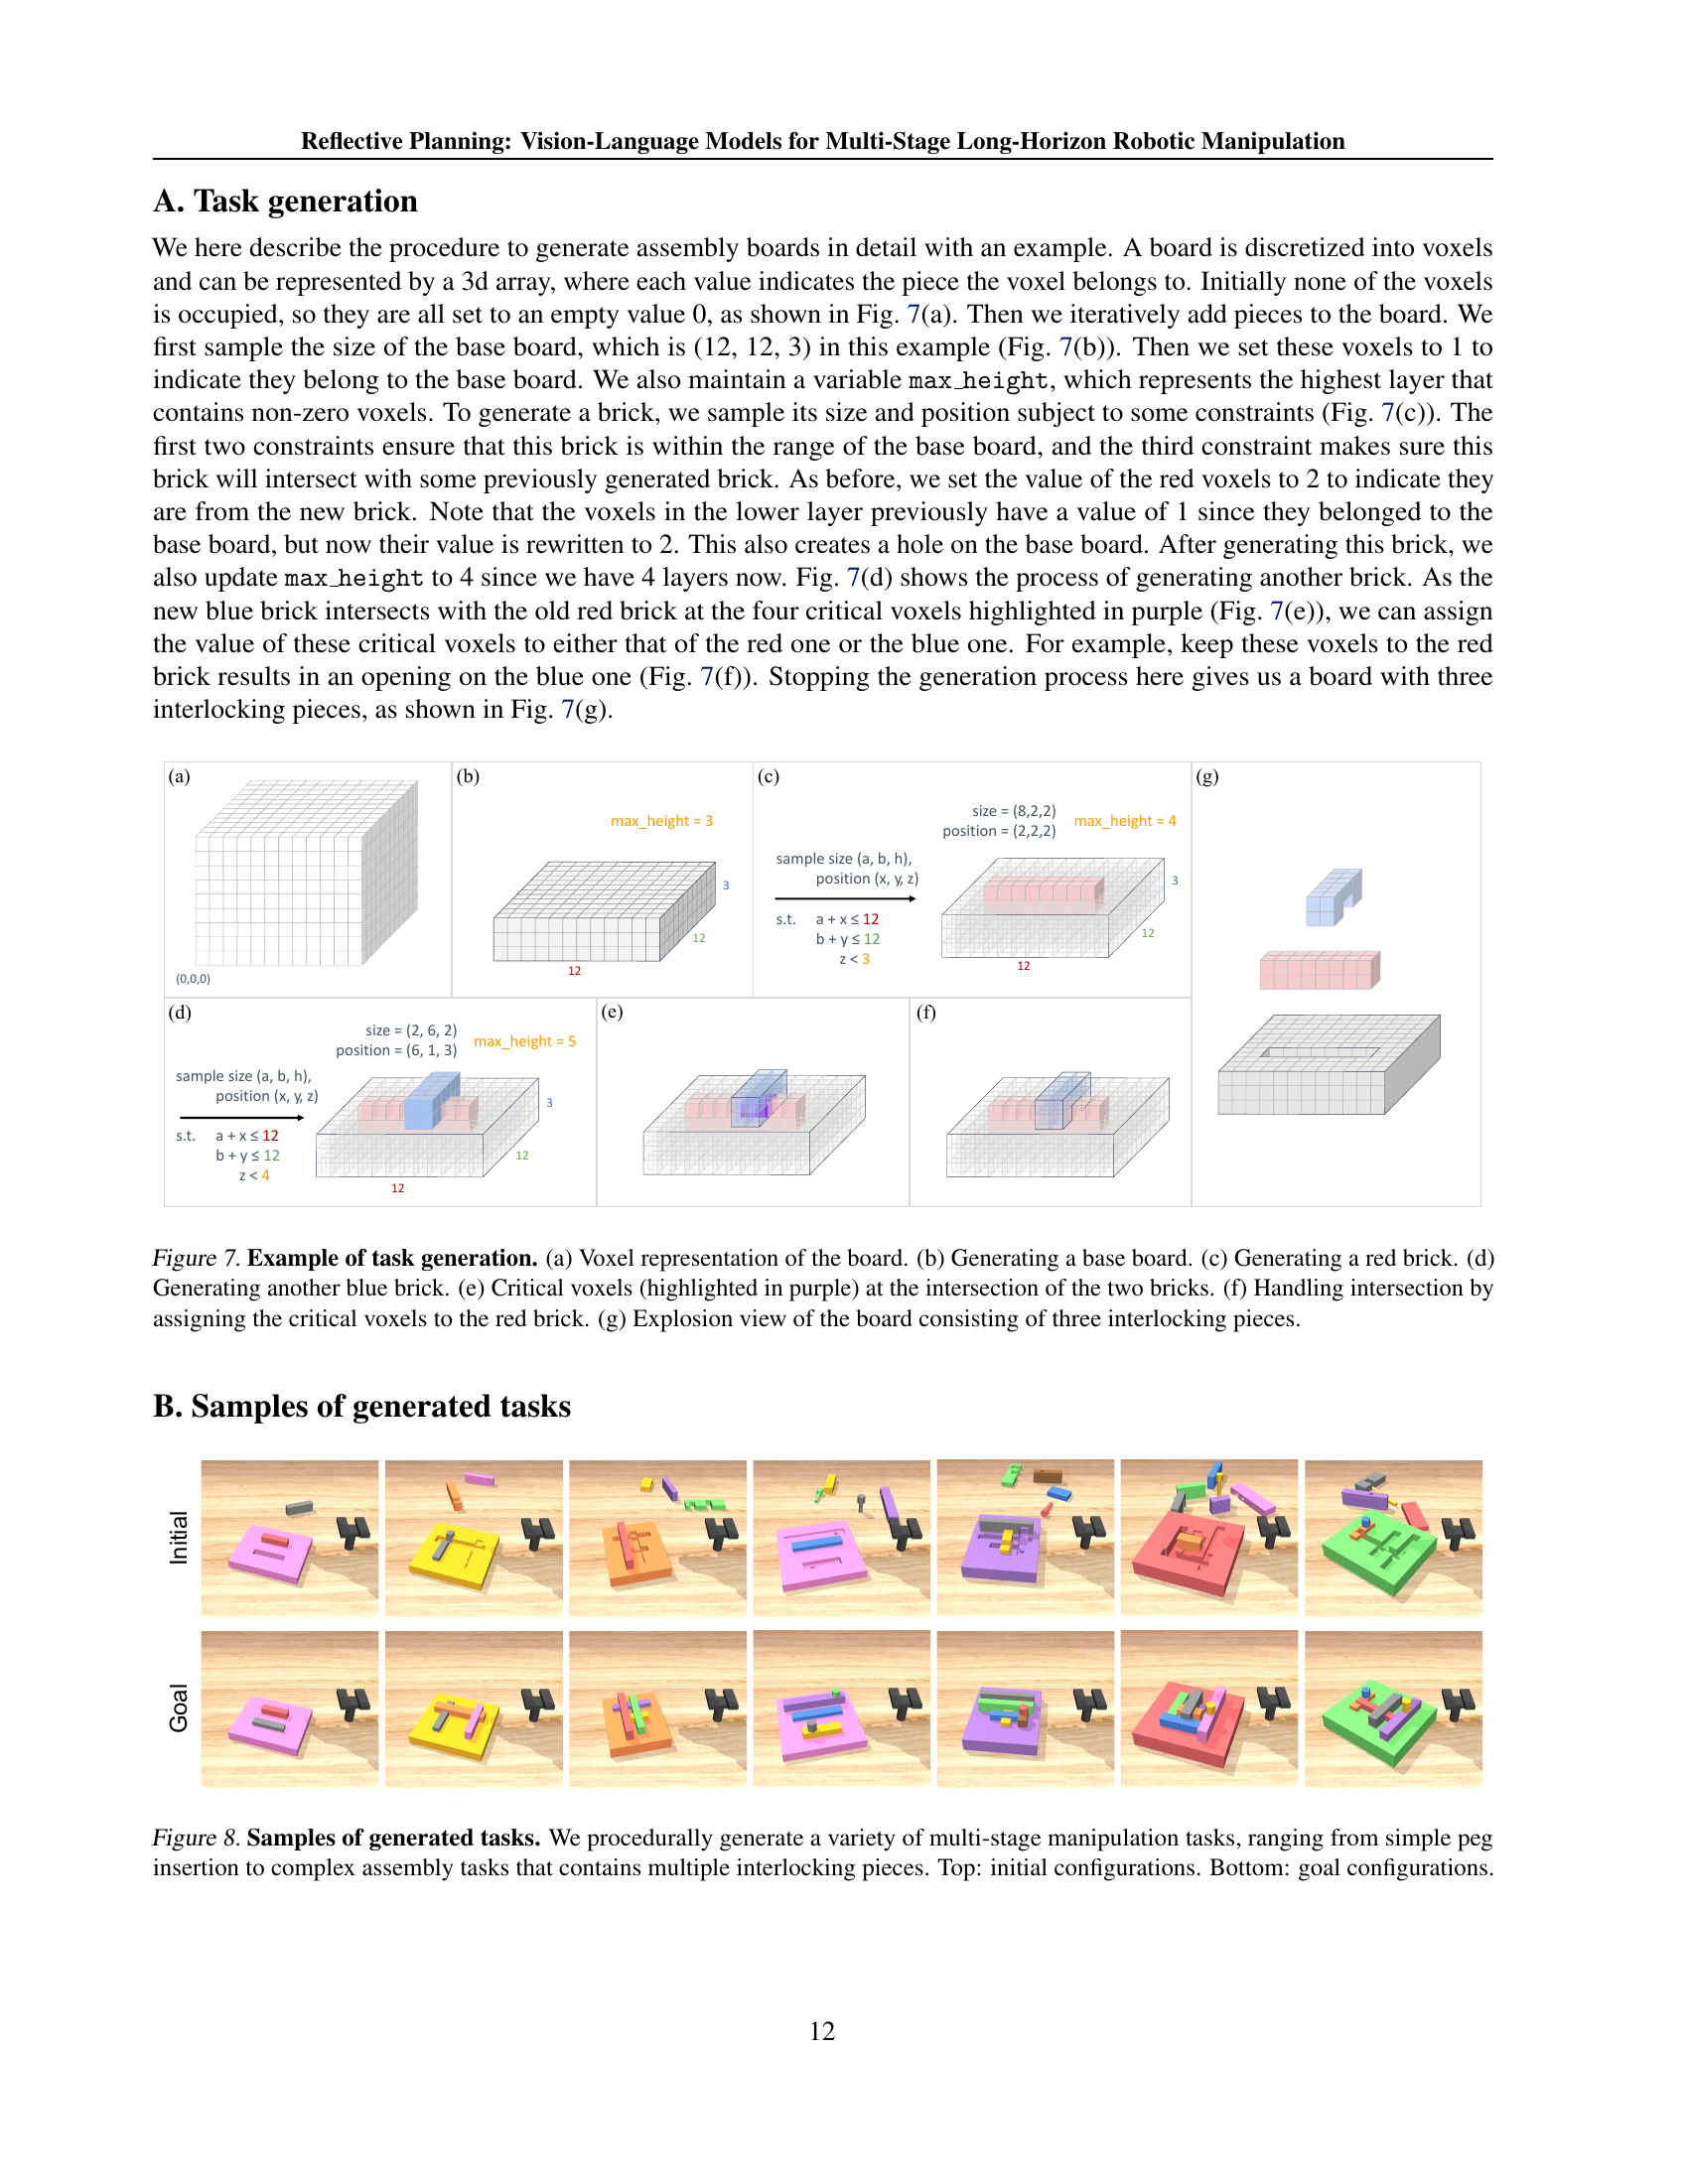 Reflective Planning: Vision-Language Models for Multi-Stage Long-Horizon Robotic Manipulation
A. Task generation
We here describe the procedure to generate assembly boards in detail with an example. A board is discretized into voxels
and can be represented by a 3d array, where each value indicates the piece the voxel belongs to. Initially none of the voxels
is occupied, so they are all set to an empty value 0, as shown in Fig. 7(a). Then we iteratively add pieces to the board. We
first sample the size of the base board, which is (12, 12, 3) in this example (Fig. 7(b)). Then we set these voxels to 1 to
indicate they belong to the base board. We also maintain a variable max_height, which represents the highest layer that
contains non-zero voxels. To generate a brick, we sample its size and position subject to some constraints (Fig. 7(c)). The
first two constraints ensure that this brick is within the range of the base board, and the third constraint makes sure this
brick will intersect with some previously generated brick. As before, we set the value of the red voxels to 2 to indicate they
are from the new brick. Note that the voxels in the lower layer previously have a value of 1 since they belonged to the
base board, but now their value is rewritten to 2. This also creates a hole on the base board. After generating this brick, we
also update max_height to 4 since we have 4 layers now. Fig. 7(d) shows the process of generating another brick. As the
new blue brick intersects with the old red brick at the four critical voxels highlighted in purple (Fig. 7(e)), we can assign
the value of these critical voxels to either that of the red one or the blue one. For example, keep these voxels to the red
brick results in an opening on the blue one (Fig. 7(f)). Stopping the generation process here gives us a board with three
interlocking pieces, as shown in Fig. 7(g).
(a)
(0,0,0)
(b)
max_height = 3
3
12
12
(c)
size = (8,2,2)
position = (2,2,2)
max_height = 4
sample size (a, b, h),
position (x, y, z)
s.t. a + x ≤ 12
b + y ≤ 12
z < 3
3
12
12
(g)
(d)
size = (2, 6, 2)
position = (6, 1, 3)
max_height = 5
sample size (a, b, h),
position (x, y, z)
s.t. a + x ≤ 12
b + y ≤ 12
z < 4
3
12
12
(e)
(f)
Figure 7. Example of task generation. (a) Voxel representation of the board. (b) Generating a base board. (c) Generating a red brick. (d)
Generating another blue brick. (e) Critical voxels (highlighted in purple) at the intersection of the two bricks. (f) Handling intersection by
assigning the critical voxels to the red brick. (g) Explosion view of the board consisting of three interlocking pieces.
B. Samples of generated tasks
Initial
Goal
Figure 8. Samples of generated tasks. We procedurally generate a variety of multi-stage manipulation tasks, ranging from simple peg
insertion to complex assembly tasks that contains multiple interlocking pieces. Top: initial configurations. Bottom: goal configurations.
12